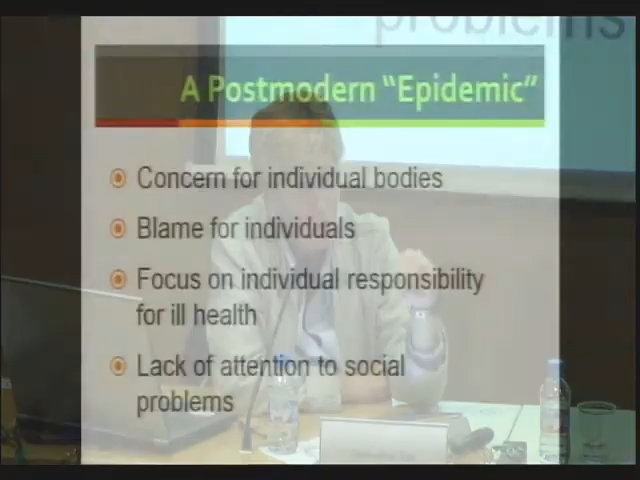 problems
A Postmodern “Epidemic”
Concern for individual bodies
Blame for individuals
Focus on individual responsibility
for ill health
Lack of attention to social
problems